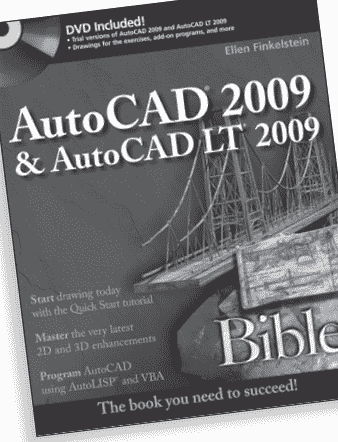 DVD Included!
• Trial versions of AutoCAD 2009 and AutoCAD LT 2009
• Drawings for the exercises, add-on programs, and more
Ellen Finkelstein
AutoCAD® 2009
& AutoCAD LT® 2009
Start drawing today
with the Quick Start tutorial
Master the very latest
2D and 3D enhancements
Program AutoCAD
using AutoLISP® and VBA
Bible
The book you need to succeed!